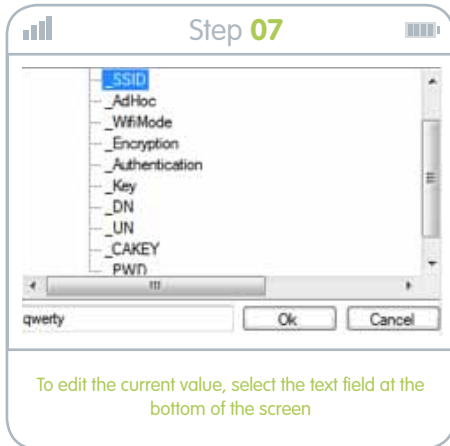 Step 07
_SSID
_AdHoc
_WifiMode
_Encryption
_Authentication
_Key
_DN
_UN
_CAKEY
_PWD
qwerty
Ok
Cancel
To edit the current value, select the text field at the
bottom of the screen